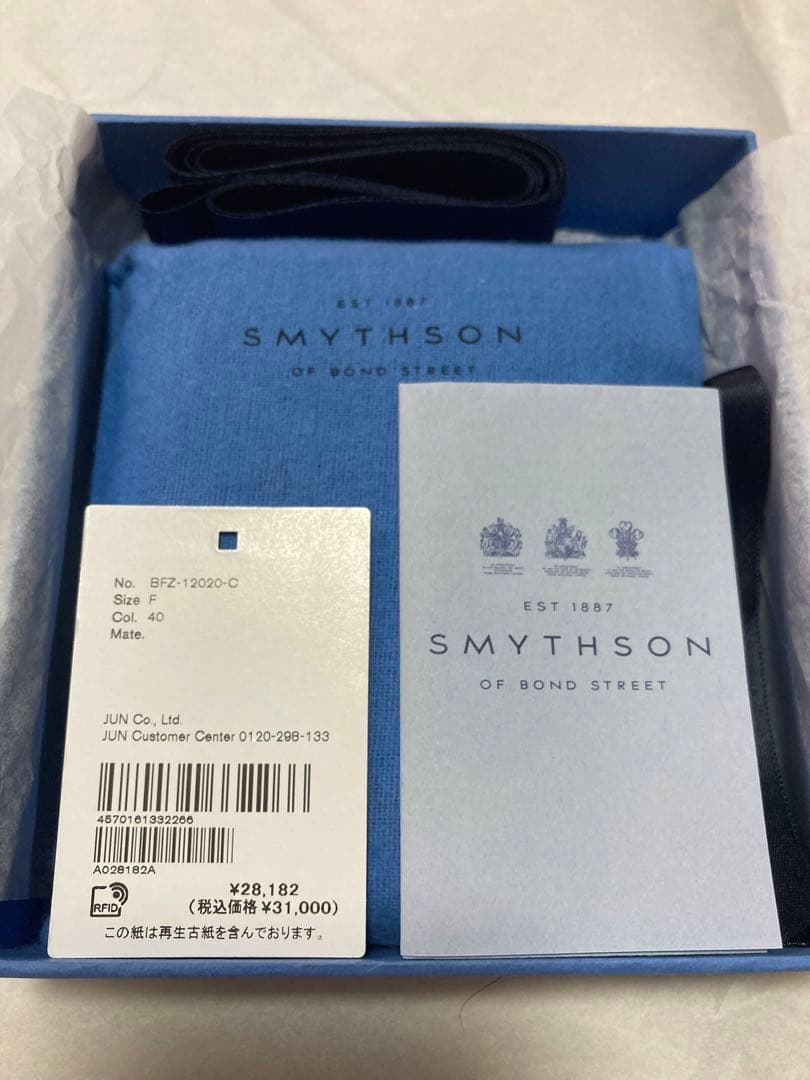 EST 1887
SMYTHSON
OF BOND STREET
EST 1887
SMYTHSON
OF BOND STREET
No. BFZ-12020-C
Size F
Col. 40
Mate.
JUN Co., Ltd.
JUN Customer Center 0120-298-133
4570161332266
A028182A
RFID
¥28,182
(税込価格 ¥31,000)
この紙は再生古紙を含んでおります。